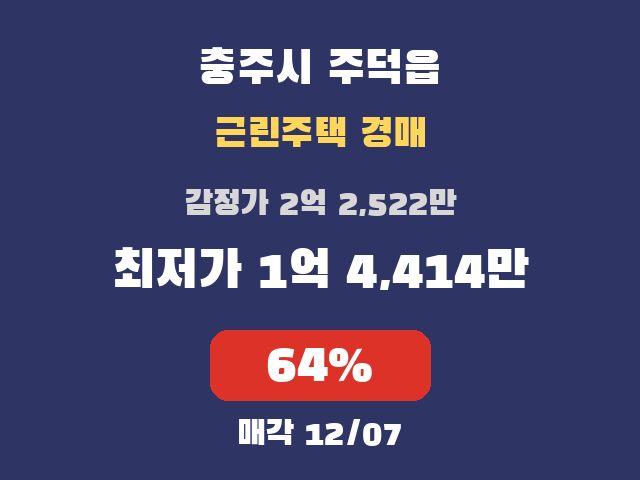 충주시 주덕읍
근린주택 경매
감정가 2억 2,522만
최저가 1억 4,414만
64%
매각 12/07